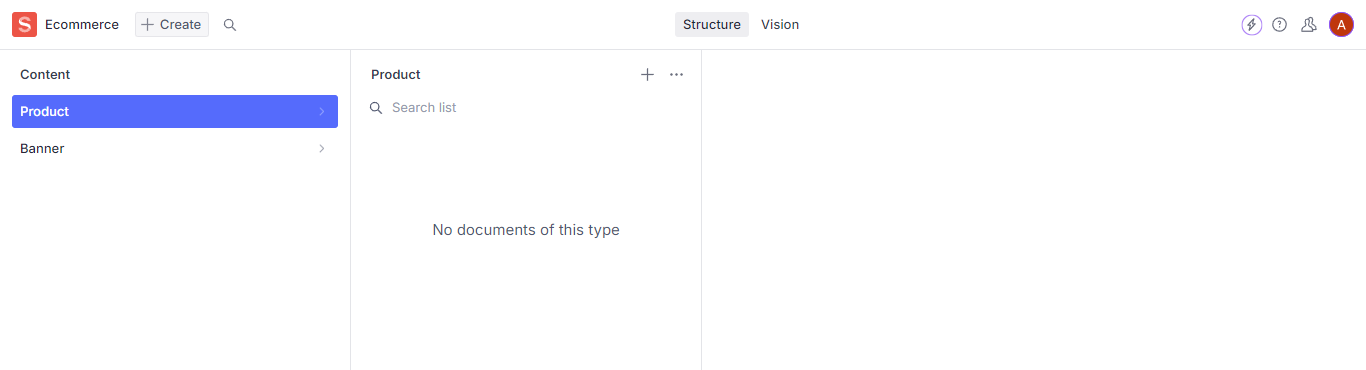 S Ecommerce Create Structure Vision ? A
Content
Product
Banner
Product
Search list
No documents of this type